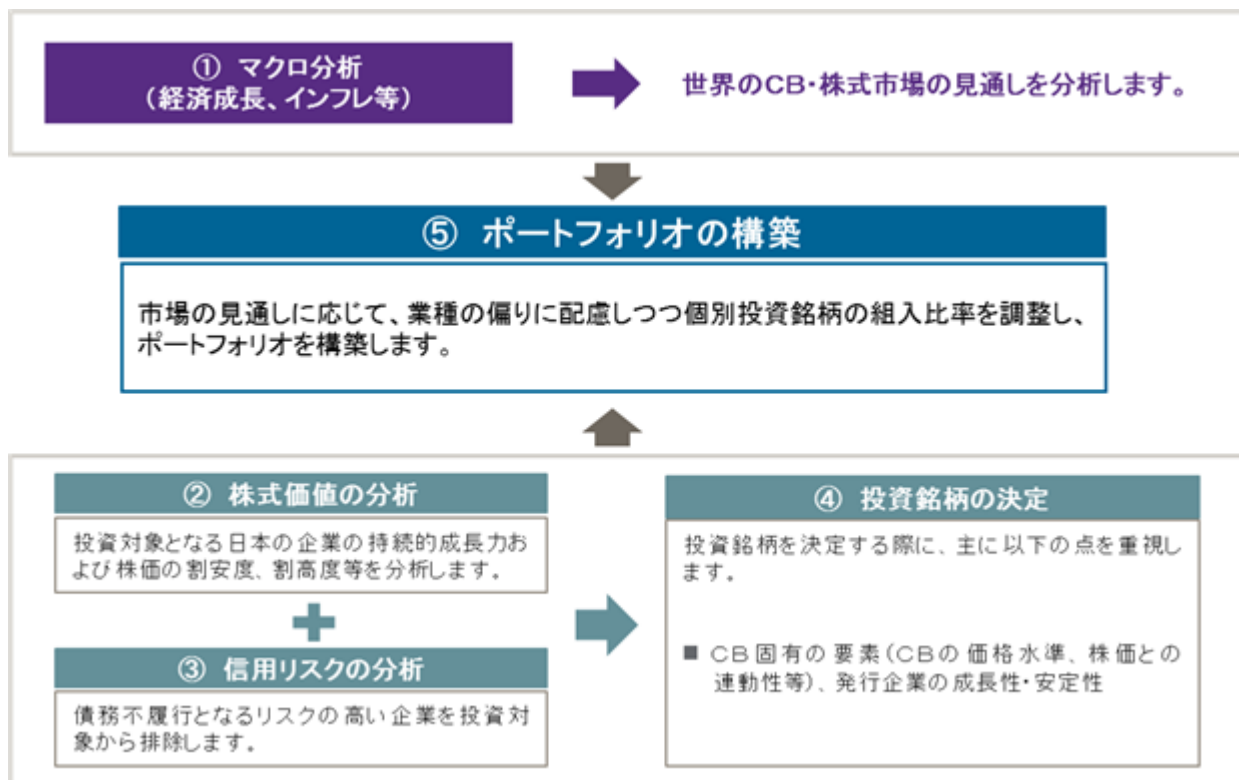 ① マクロ分析
(経済成長、インフレ等)
世界のCB・株式市場の見通しを分析します。
⑤ ポートフォリオの構築
市場の見通しに応じて、業種の偏りに配慮しつつ個別投資銘柄の組入比率を調整し、
ポートフォリオを構築します。
② 株式価値の分析
投資対象となる日本の企業の持続的成長力お
よび株価の割安度、割高度等を分析します。
+
③ 信用リスクの分析
債務不履行となるリスクの高い企業を投資対
象から排除します。
④ 投資銘柄の決定
投資銘柄を決定する際に、主に以下の点を重視し
ます。
■ CB固有の要素(CBの価格水準、株価との
連動性等)、発行企業の成長性・安定性